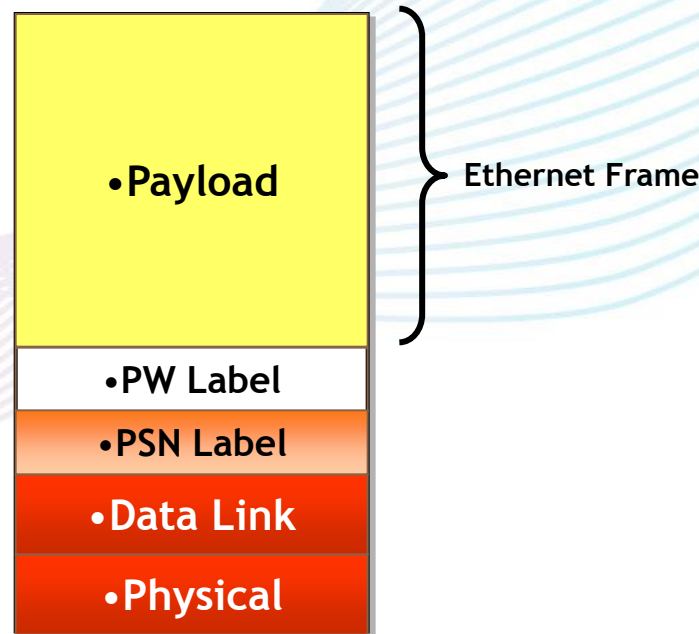 •Payload
Ethernet Frame
•PW Label
•PSN Label
•Data Link
•Physical